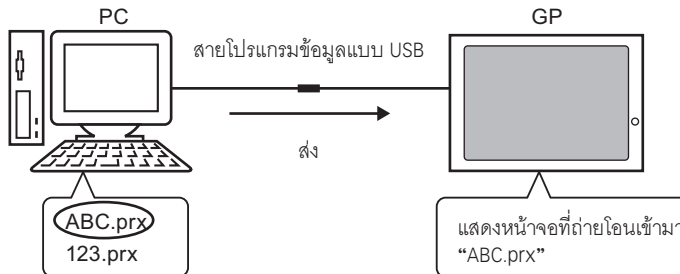 PC
GP
สายโปรแกรมข้อมูลแบบ USB
ส่ง
ABC.prx
123.prx
แสดงหน้าจอที่ถ่ายโอนเข้ามา
“ABC.prx”